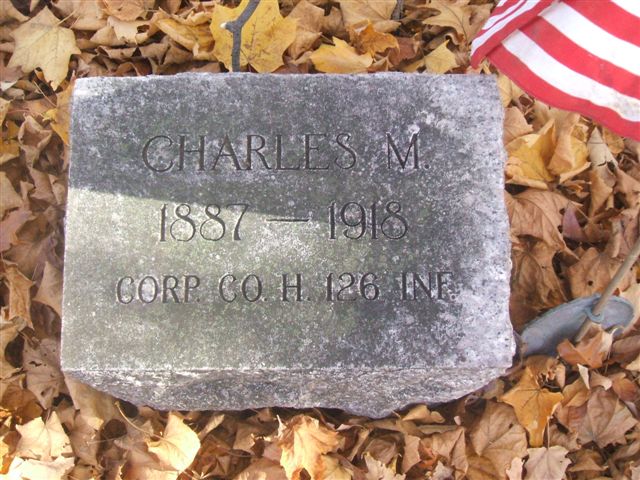 CHARLES M.
1887 — 1918
CORP. CO. H. 126 INF.